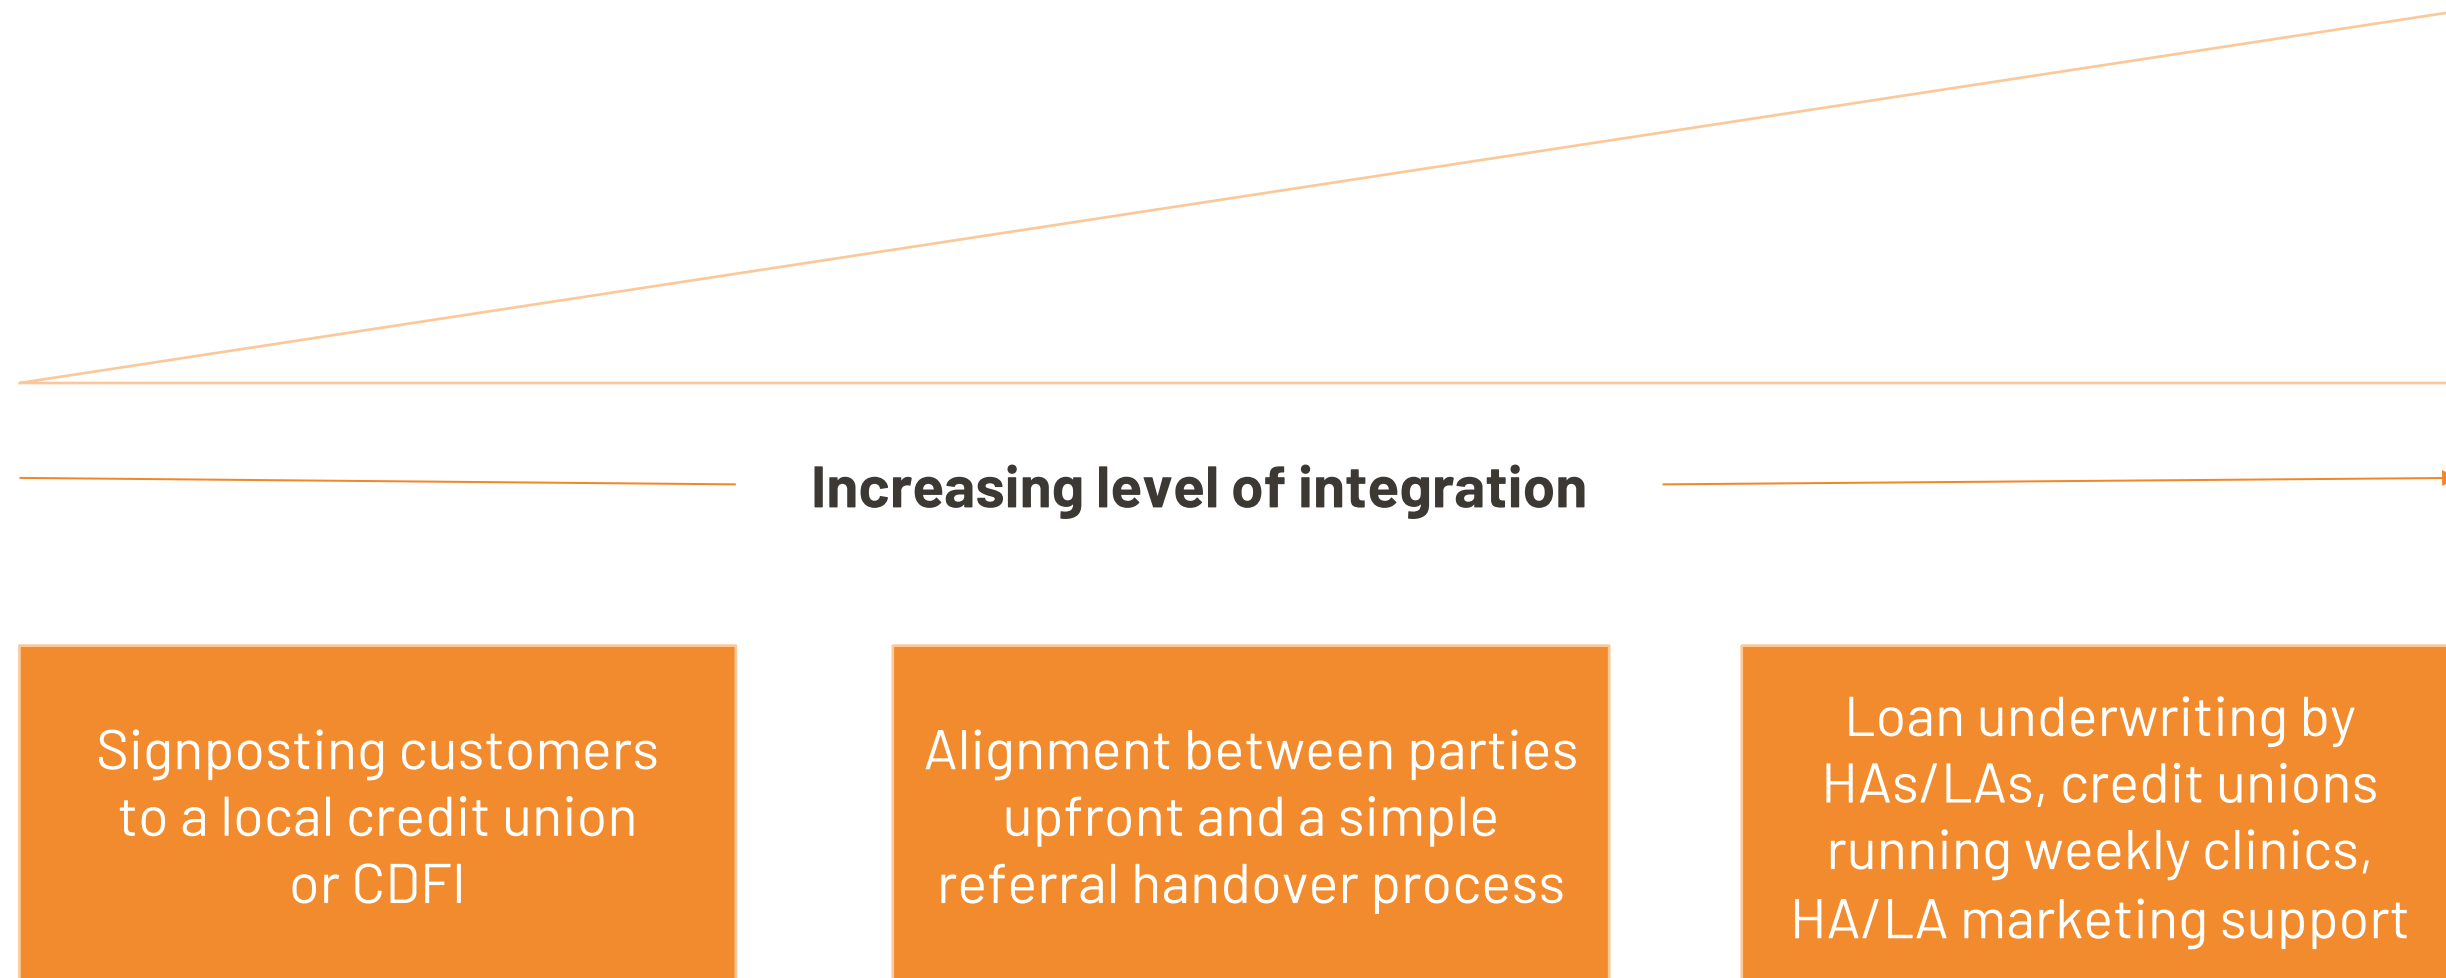 Increasing level of integration
Signposting customers
to a local credit union
or CDFI
Alignment between parties
upfront and a simple
referral handover process
Loan underwriting by
HAs/LAs, credit unions
running weekly clinics,
HA/LA marketing support